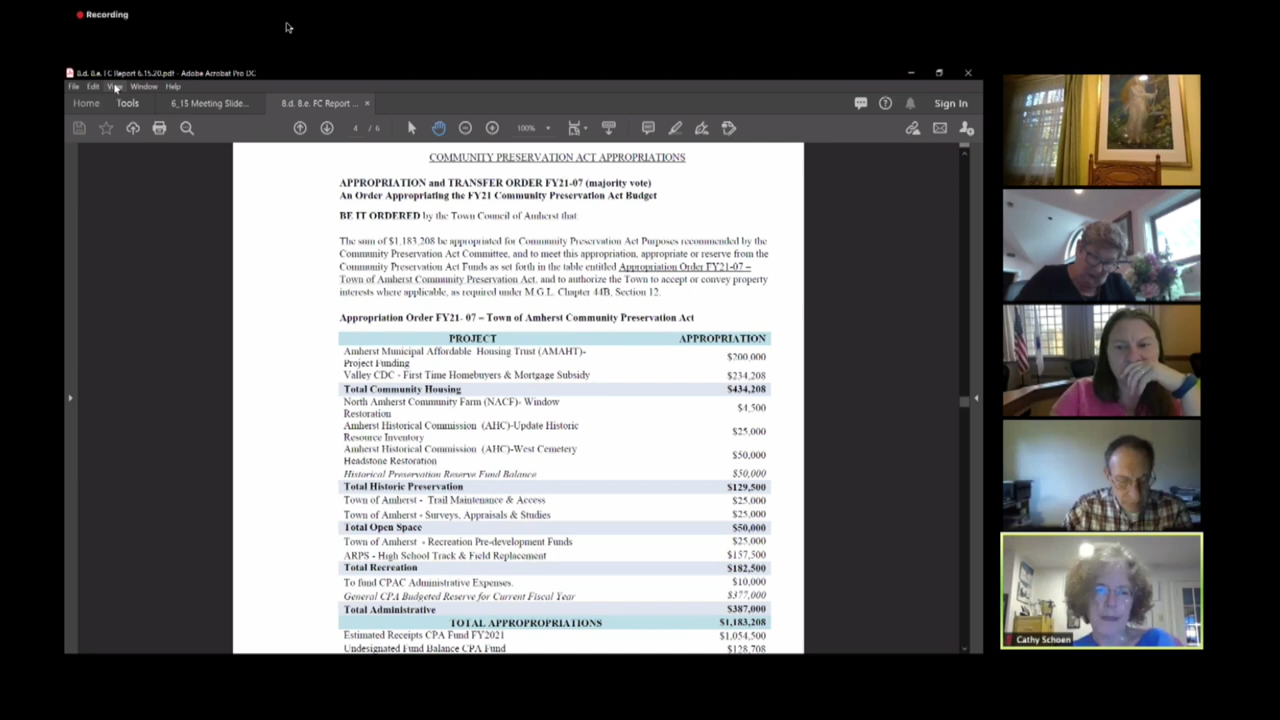 Recording
8.d. 8.e. FC Report 6.15.20.pdf - Adobe Acrobat Pro DC
File Edit View Window Help
Home Tools 6_15 Meeting Slide... 8.d. 8.e. FC Report ... × Sign In
4 / 6 100%
COMMUNITY PRESERVATION ACT APPROPRIATIONS
APPROPRIATION and TRANSFER ORDER FY21-07 (majority vote)
An Order Appropriating the FY21 Community Preservation Act Budget
BE IT ORDERED by the Town Council of Amherst that
The sum of $1,183,208 be appropriated for Community Preservation Act Purposes recommended by the
Community Preservation Act Committee, and to meet this appropriation, appropriate or reserve from the
Community Preservation Act Funds as set forth in the table entitled Appropriation Order FY21-07 –
Town of Amherst Community Preservation Act, and to authorize the Town to accept or convey property
interests where applicable, as required under M.G.L. Chapter 44B, Section 12.
Appropriation Order FY21- 07 – Town of Amherst Community Preservation Act
PROJECT APPROPRIATION
Amherst Municipal Affordable Housing Trust (AMAHT)-
Project Funding $200,000
Valley CDC - First Time Homebuyers & Mortgage Subsidy $234,208
Total Community Housing $434,208
North Amherst Community Farm (NACF)- Window
Restoration $4,500
Amherst Historical Commission (AHC)-Update Historic
Resource Inventory $25,000
Amherst Historical Commission (AHC)-West Cemetery
Headstone Restoration $50,000
Historical Preservation Reserve Fund Balance $50,000
Total Historic Preservation $129,500
Town of Amherst - Trail Maintenance & Access $25,000
Town of Amherst - Surveys, Appraisals & Studies $25,000
Total Open Space $50,000
Town of Amherst - Recreation Pre-development Funds $25,000
ARPS - High School Track & Field Replacement $157,500
Total Recreation $182,500
To fund CPAC Administrative Expenses. $10,000
General CPA Budgeted Reserve for Current Fiscal Year $377,000
Total Administrative $387,000
TOTAL APPROPROPRIATIONS $1,183,208
Estimated Receipts CPA Fund FY2021 $1,054,500
Undesignated Fund Balance CPA Fund $128,708
Cathy Schoen